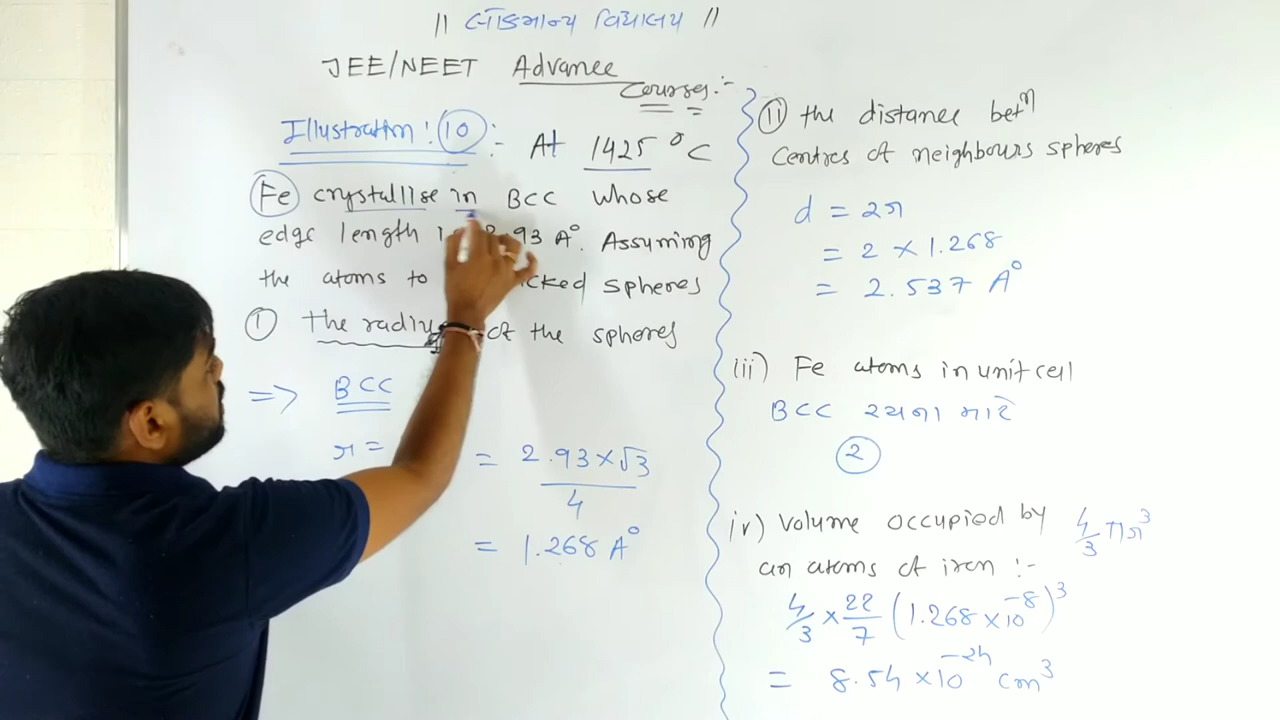 || લોકમાન્ય વિદ્યાલય ||
JEE/NEET Advance
Courses:-
Illustration:10 :- At 1425 °C
Fe crystallise in BCC whose
edge length 2.93 A°. Assuming
the atoms to spheres
① the radius of the spheres
=> BCC
r =
= 2.93×√3 / 4
= 1.268 A°
ii the distance betⁿ
centres of neighbours spheres
d = 2r
= 2 × 1.268
= 2.537 A°
iii) Fe atoms in unit cell
BCC રચના માટે
2
iv) Volume occupied by 4/3 πr³
an atoms of iron :-
4/3 × 22/7 (1.268 × 10⁻⁸)³
= 8.54 × 10⁻²⁴ cm³